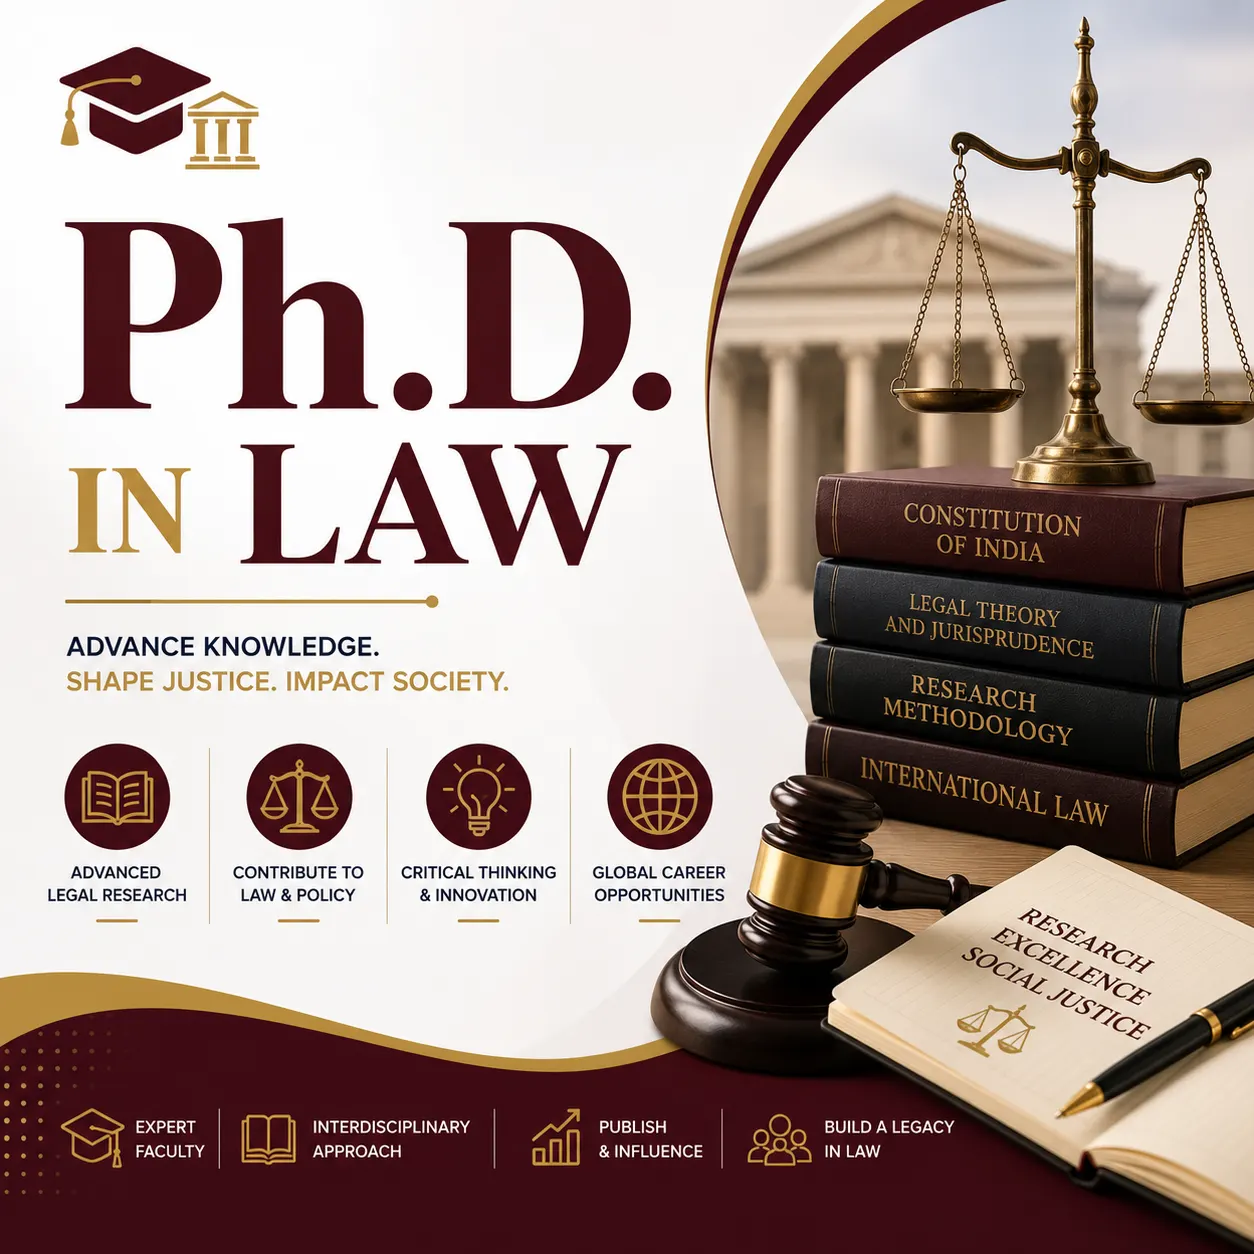 Ph.D.
IN LAW
ADVANCE KNOWLEDGE.
SHAPE JUSTICE. IMPACT SOCIETY.
ADVANCED
LEGAL RESEARCH
CONTRIBUTE TO
LAW & POLICY
CRITICAL THINKING
& INNOVATION
GLOBAL CAREER
OPPORTUNITIES
CONSTITUTION
OF INDIA
LEGAL THEORY
AND JURISPRUDENCE
RESEARCH
METHODOLOGY
INTERNATIONAL LAW
RESEARCH
EXCELLENCE
SOCIAL JUSTICE
EXPERT
FACULTY
INTERDISCIPLINARY
APPROACH
PUBLISH
& INFLUENCE
BUILD A LEGACY
IN LAW